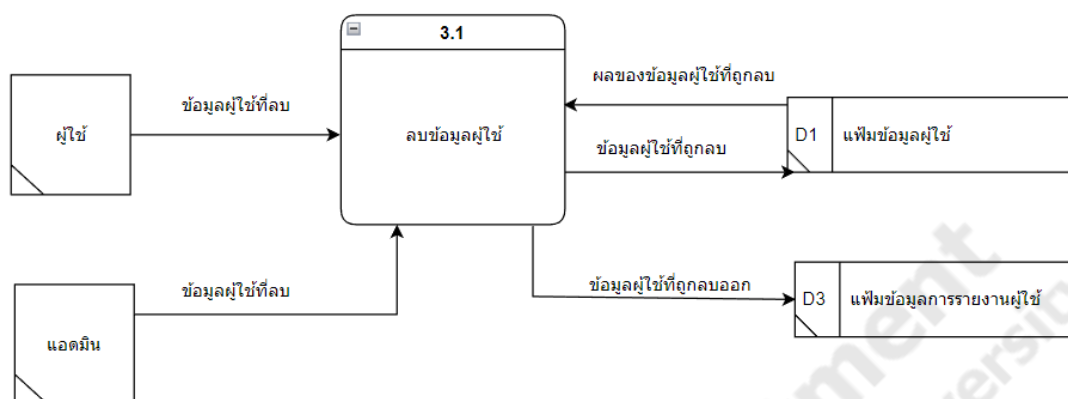 3.1
ผลของข้อมูลผู้ใช้ที่ถูกลบ
ข้อมูลผู้ใช้ที่ลบ
ผู้ใช้
ลบข้อมูลผู้ใช้
D1
แฟ้มข้อมูลผู้ใช้
ข้อมูลผู้ใช้ที่ถูกลบ
ข้อมูลผู้ใช้ที่ลบ
ข้อมูลผู้ใช้ที่ถูกลบออก
D3
แฟ้มข้อมูลการรายงานผู้ใช้
แอดมิน